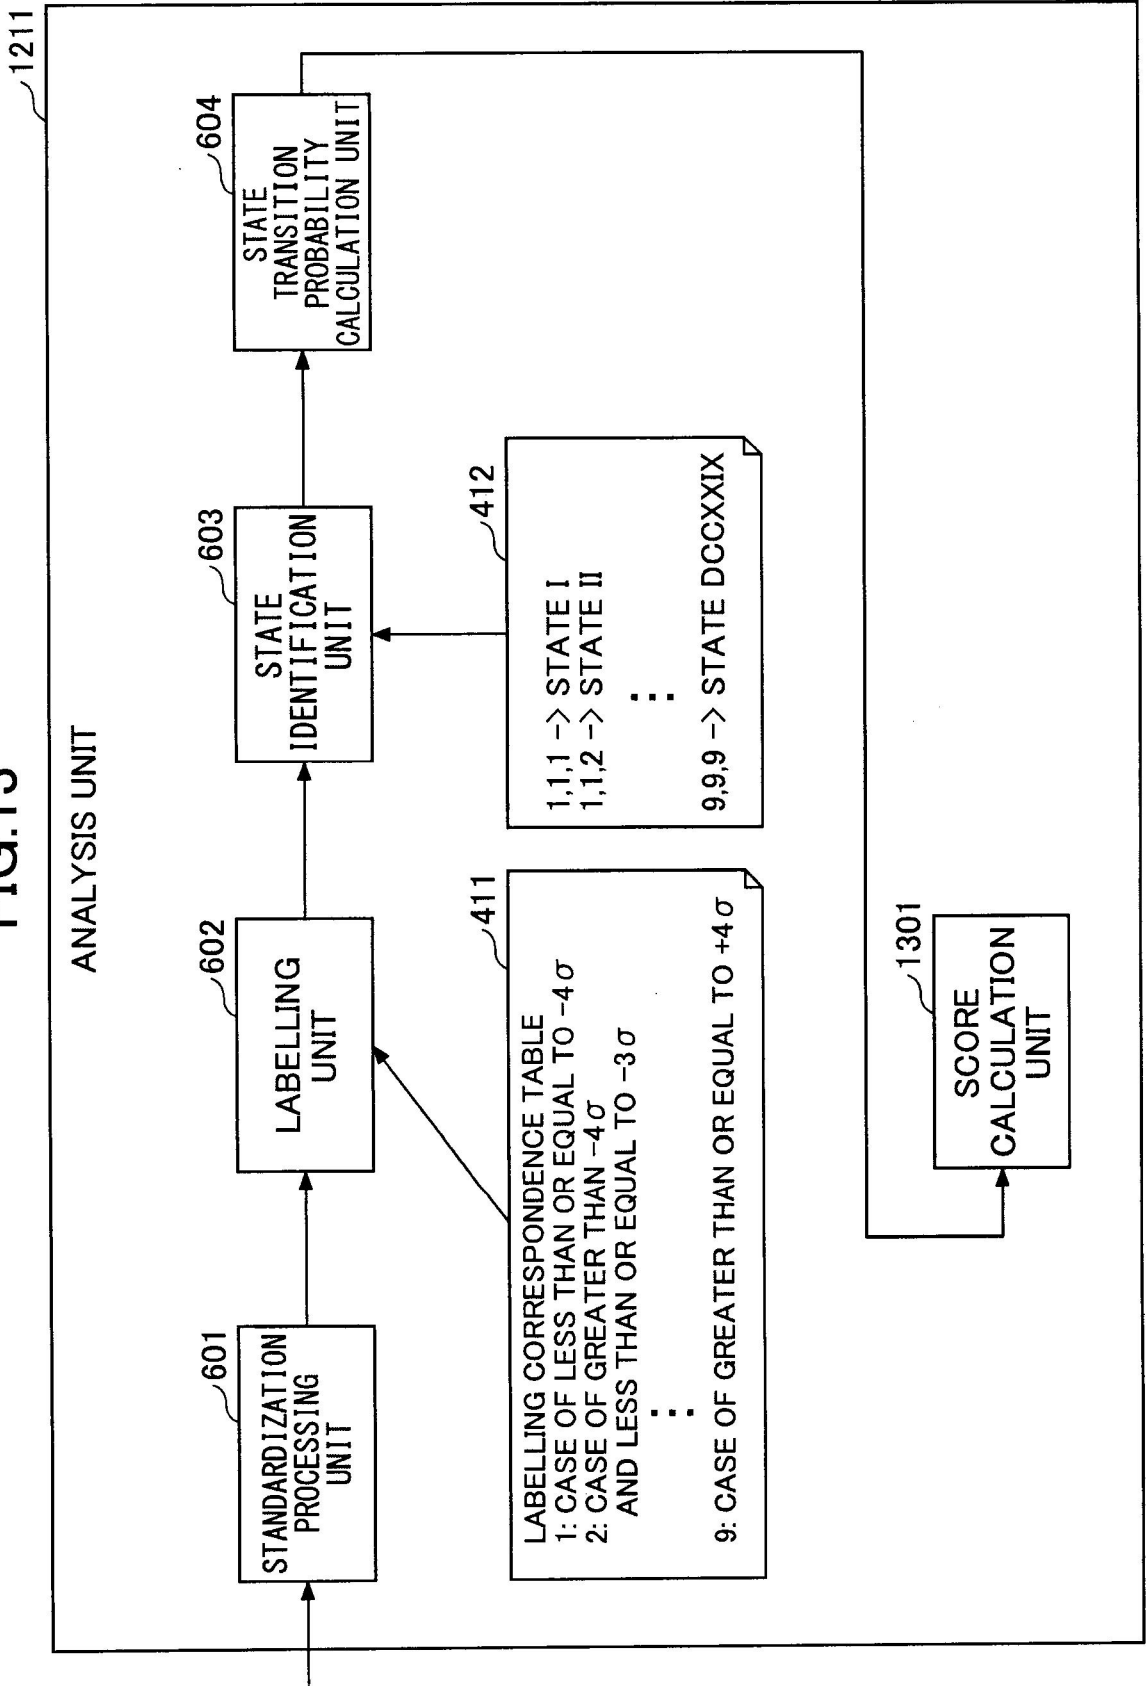 1211
ANALYSIS UNIT
601
STANDARDIZATION
PROCESSING
UNIT
602
LABELLING
UNIT
603
STATE
IDENTIFICATION
UNIT
604
STATE
TRANSITION
PROBABILITY
CALCULATION UNIT
411
LABELLING CORRESPONDENCE TABLE
1: CASE OF LESS THAN OR EQUAL TO −4σ
2: CASE OF GREATER THAN −4σ
AND LESS THAN OR EQUAL TO −3σ
⋮
9: CASE OF GREATER THAN OR EQUAL TO +4σ
412
1,1,1 -> STATE I
1,1,2 -> STATE II
⋮
9,9,9 -> STATE DCCXXIX
1301
SCORE
CALCULATION
UNIT